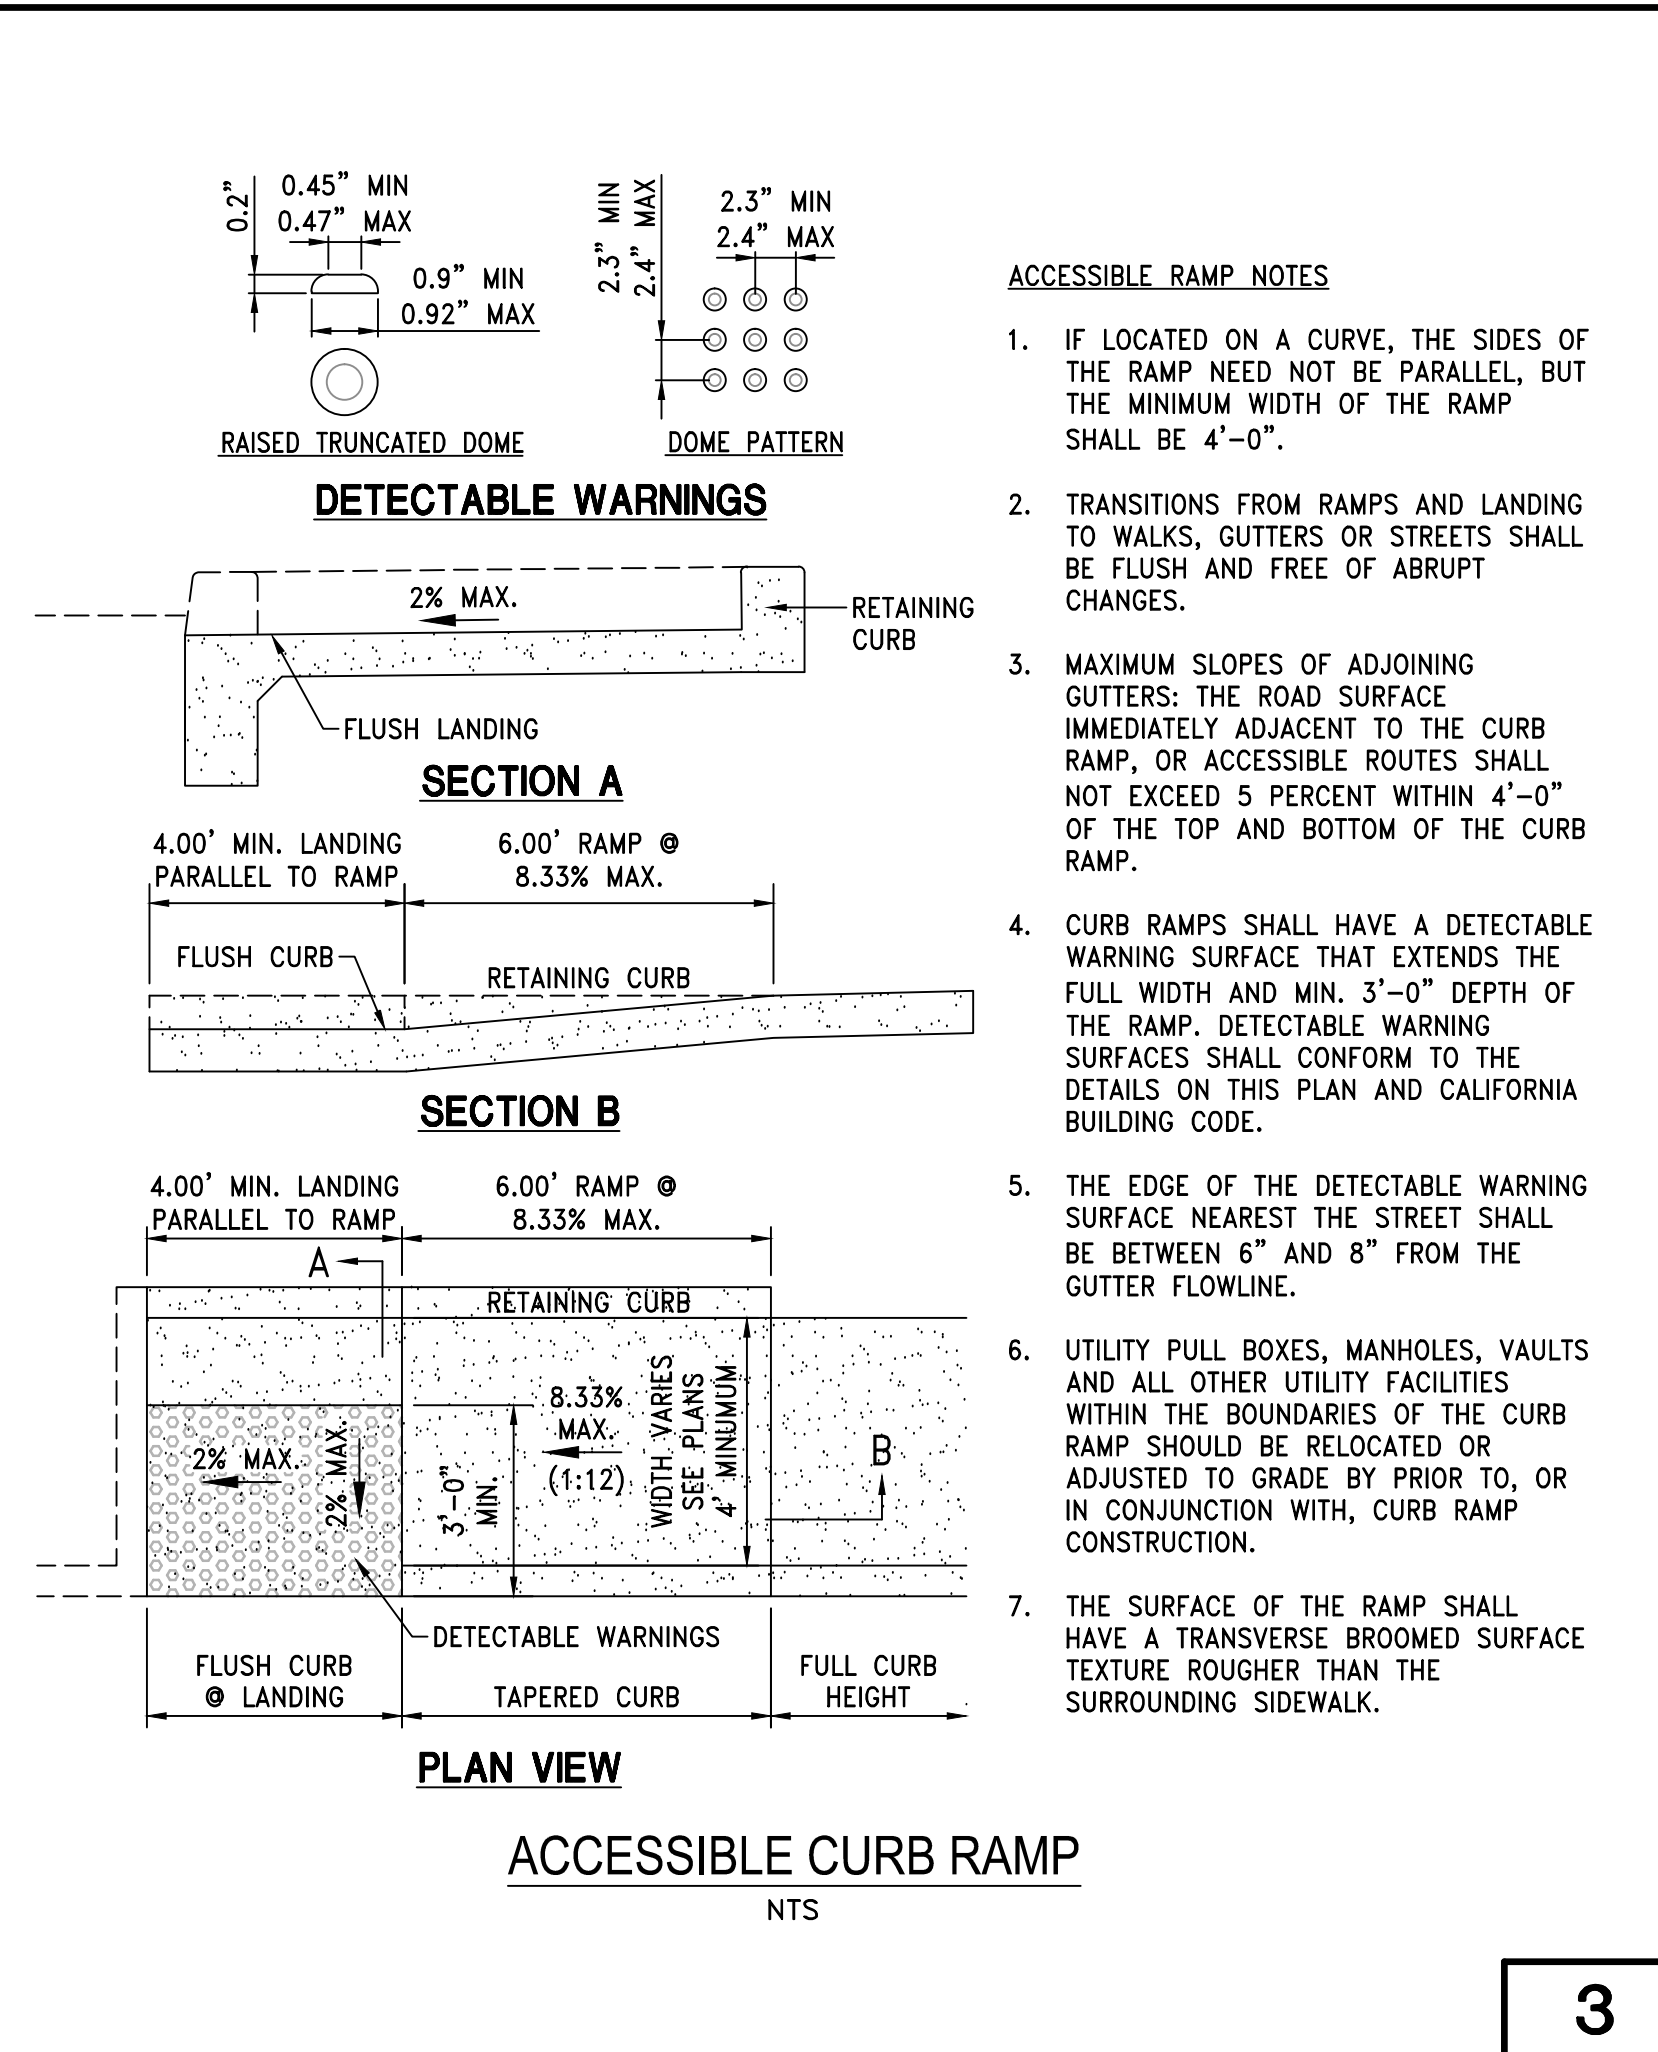 0.2”
0.45” MIN
0.47” MAX
0.9” MIN
0.92” MAX
RAISED TRUNCATED DOME
2.3” MIN
2.4” MAX
2.3” MIN
2.4” MAX
DOME PATTERN
DETECTABLE WARNINGS
2% MAX.
RETAINING
CURB
FLUSH LANDING
SECTION A
4.00’ MIN. LANDING
PARALLEL TO RAMP
6.00’ RAMP @
8.33% MAX.
FLUSH CURB
RETAINING CURB
SECTION B
4.00’ MIN. LANDING
PARALLEL TO RAMP
6.00’ RAMP @
8.33% MAX.
A
RETAINING CURB
2% MAX.
2% MAX.
3’-0”
MIN.
8.33%
MAX.
(1:12)
WIDTH VARIES
SEE PLANS
4’ MINUMUM
B
DETECTABLE WARNINGS
FLUSH CURB
@ LANDING
TAPERED CURB
FULL CURB
HEIGHT
PLAN VIEW
ACCESSIBLE RAMP NOTES
1. IF LOCATED ON A CURVE, THE SIDES OF
THE RAMP NEED NOT BE PARALLEL, BUT
THE MINIMUM WIDTH OF THE RAMP
SHALL BE 4’-0”.
2. TRANSITIONS FROM RAMPS AND LANDING
TO WALKS, GUTTERS OR STREETS SHALL
BE FLUSH AND FREE OF ABRUPT
CHANGES.
3. MAXIMUM SLOPES OF ADJOINING
GUTTERS: THE ROAD SURFACE
IMMEDIATELY ADJACENT TO THE CURB
RAMP, OR ACCESSIBLE ROUTES SHALL
NOT EXCEED 5 PERCENT WITHIN 4’-0”
OF THE TOP AND BOTTOM OF THE CURB
RAMP.
4. CURB RAMPS SHALL HAVE A DETECTABLE
WARNING SURFACE THAT EXTENDS THE
FULL WIDTH AND MIN. 3’-0” DEPTH OF
THE RAMP. DETECTABLE WARNING
SURFACES SHALL CONFORM TO THE
DETAILS ON THIS PLAN AND CALIFORNIA
BUILDING CODE.
5. THE EDGE OF THE DETECTABLE WARNING
SURFACE NEAREST THE STREET SHALL
BE BETWEEN 6” AND 8” FROM THE
GUTTER FLOWLINE.
6. UTILITY PULL BOXES, MANHOLES, VAULTS
AND ALL OTHER UTILITY FACILITIES
WITHIN THE BOUNDARIES OF THE CURB
RAMP SHOULD BE RELOCATED OR
ADJUSTED TO GRADE BY PRIOR TO, OR
IN CONJUNCTION WITH, CURB RAMP
CONSTRUCTION.
7. THE SURFACE OF THE RAMP SHALL
HAVE A TRANSVERSE BROOMED SURFACE
TEXTURE ROUGHER THAN THE
SURROUNDING SIDEWALK.
ACCESSIBLE CURB RAMP
NTS
3